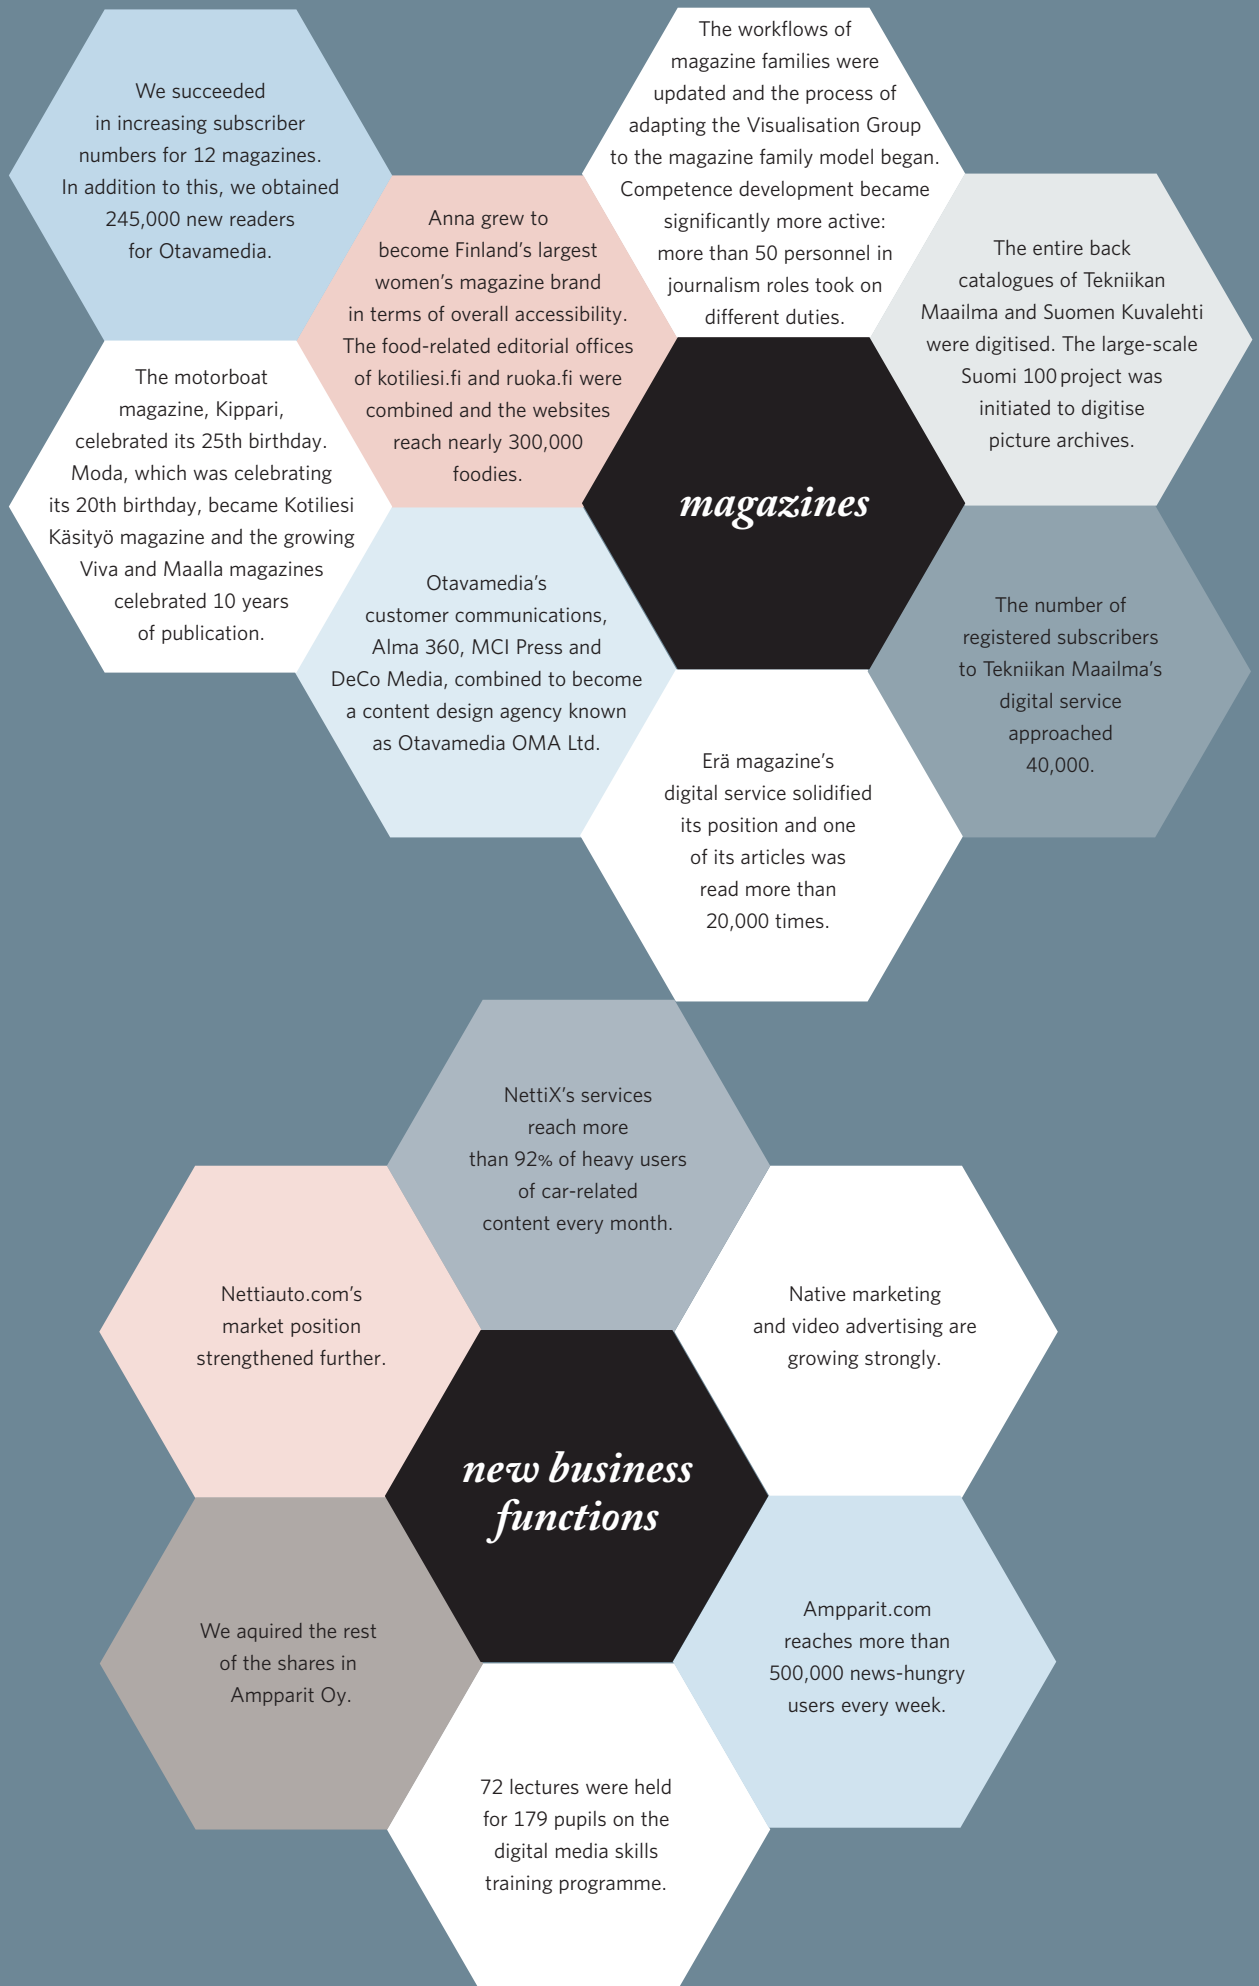 We succeeded
in increasing subscriber
numbers for 12 magazines.
In addition to this, we obtained
245,000 new readers
for Otavamedia.
The workflows of
magazine families were
updated and the process of
adapting the Visualisation Group
to the magazine family model began.
Competence development became
significantly more active:
more than 50 personnel in
journalism roles took on
different duties.
Anna grew to
become Finland's largest
women's magazine brand
in terms of overall accessibility.
The food-related editorial offices
of kotiliesi.fi and ruoka.fi were
combined and the websites
reach nearly 300,000
foodies.
The entire back
catalogues of Tekniikan
Maailma and Suomen Kuvalehti
were digitised. The large-scale
Suomi 100 project was
initiated to digitise
picture archives.
The motorboat
magazine, Kippari,
celebrated its 25th birthday.
Moda, which was celebrating
its 20th birthday, became Kotiliesi
Käsityö magazine and the growing
Viva and Maalla magazines
celebrated 10 years
of publication.
magazines
Otavamedia's
customer communications,
Alma 360, MCI Press and
DeCo Media, combined to become
a content design agency known
as Otavamedia OMA Ltd.
The number of
registered subscribers
to Tekniikan Maailma's
digital service
approached
40,000.
Erä magazine's
digital service solidified
its position and one
of its articles was
read more than
20,000 times.
NettiX's services
reach more
than 92% of heavy users
of car-related
content every month.
Nettiauto.com's
market position
strengthened further.
Native marketing
and video advertising are
growing strongly.
new business
functions
We aquired the rest
of the shares in
Ampparit Oy.
Ampparit.com
reaches more than
500,000 news-hungry
users every week.
72 lectures were held
for 179 pupils on the
digital media skills
training programme.